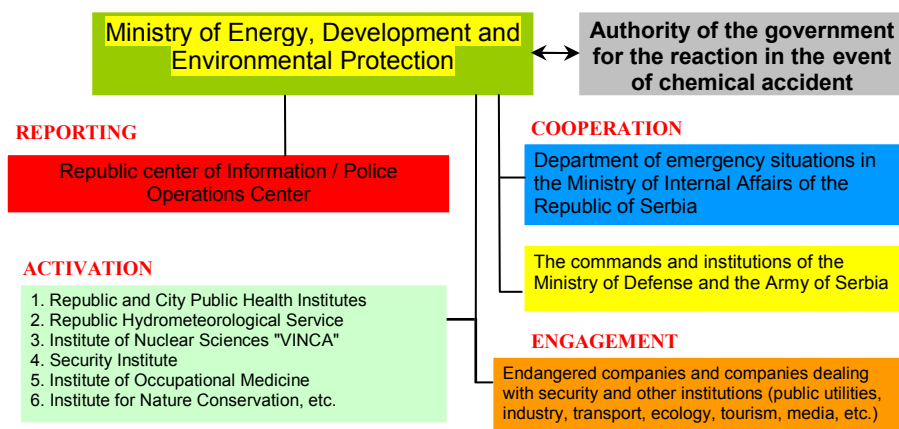 Ministry of Energy, Development and
Environmental Protection
Authority of the government
for the reaction in the event
of chemical accident
REPORTING
Republic center of Information / Police
Operations Center
COOPERATION
Department of emergency situations in
the Ministry of Internal Affairs of the
Republic of Serbia
The commands and institutions of the
Ministry of Defense and the Army of Serbia
ACTIVATION
1. Republic and City Public Health Institutes
2. Republic Hydrometeorological Service
3. Institute of Nuclear Sciences "VINCA"
4. Security Institute
5. Institute of Occupational Medicine
6. Institute for Nature Conservation, etc.
ENGAGEMENT
Endangered companies and companies dealing
with security and other institutions (public utilities,
industry, transport, ecology, tourism, media, etc.)